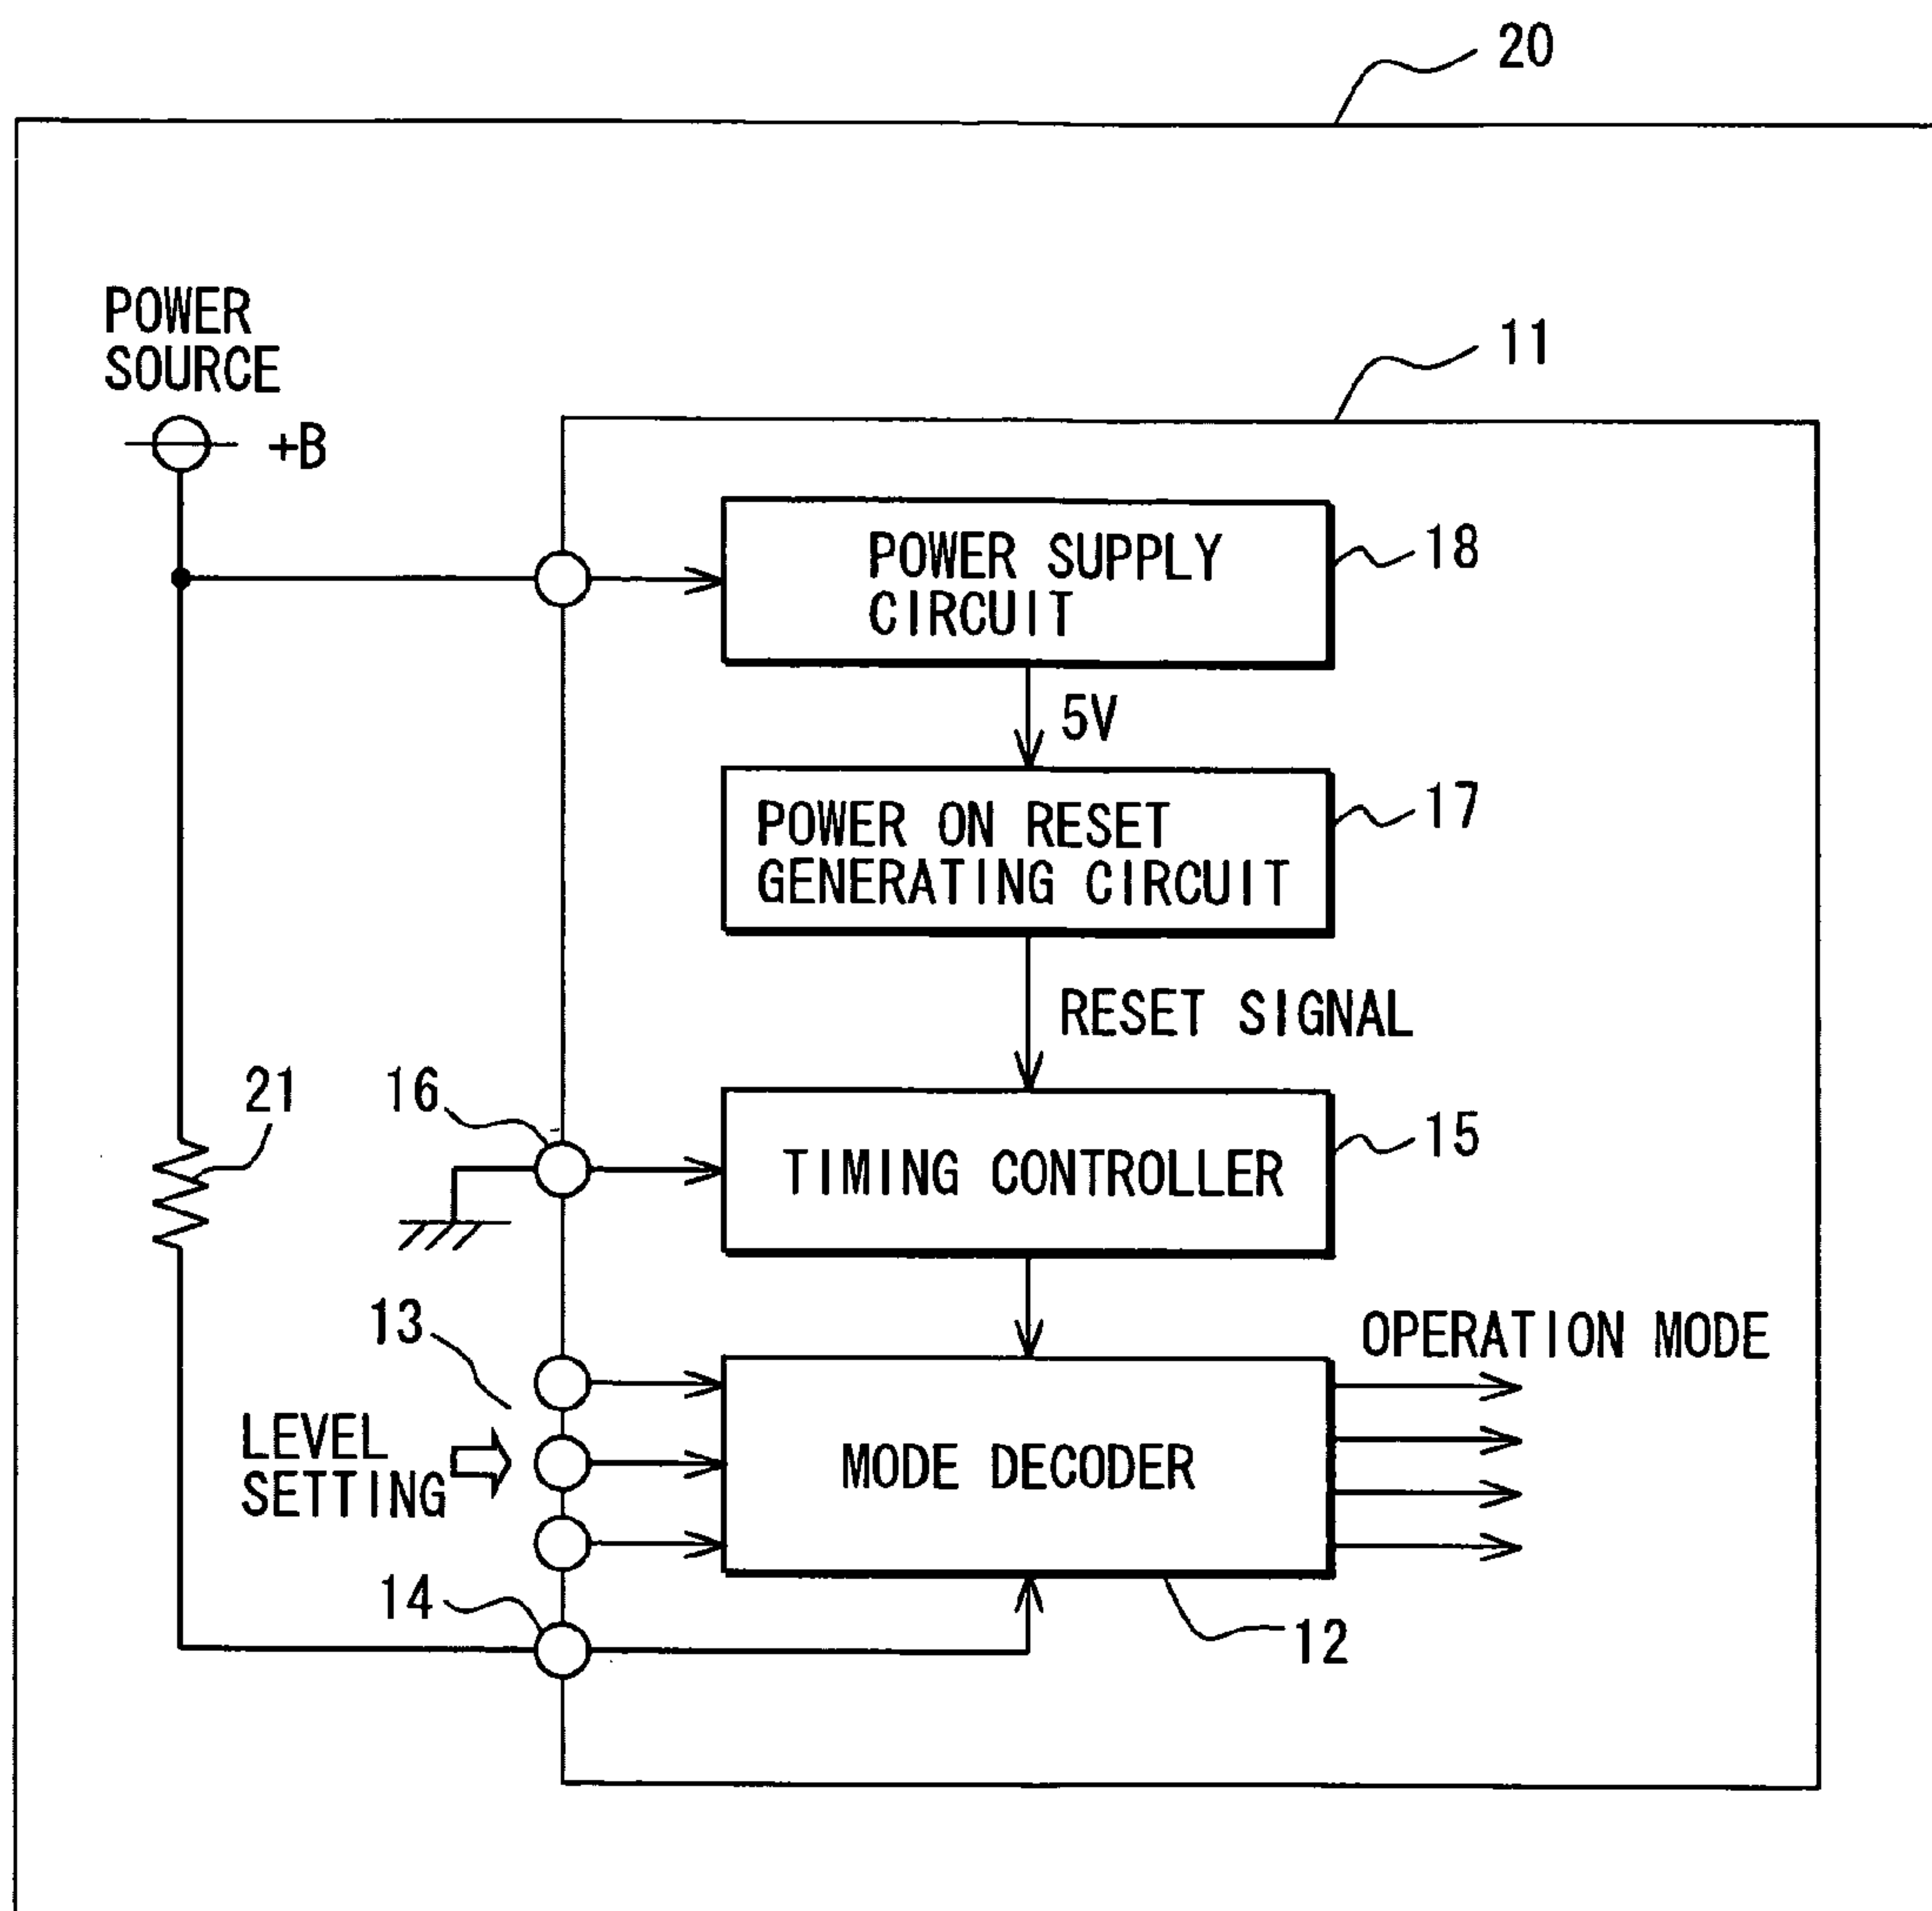 20
POWER
SOURCE
+B
11
POWER SUPPLY
CIRCUIT
18
5V
POWER ON RESET
GENERATING CIRCUIT
17
RESET SIGNAL
21
16
TIMING CONTROLLER
15
13
LEVEL
SETTING
MODE DECODER
OPERATION MODE
14
12